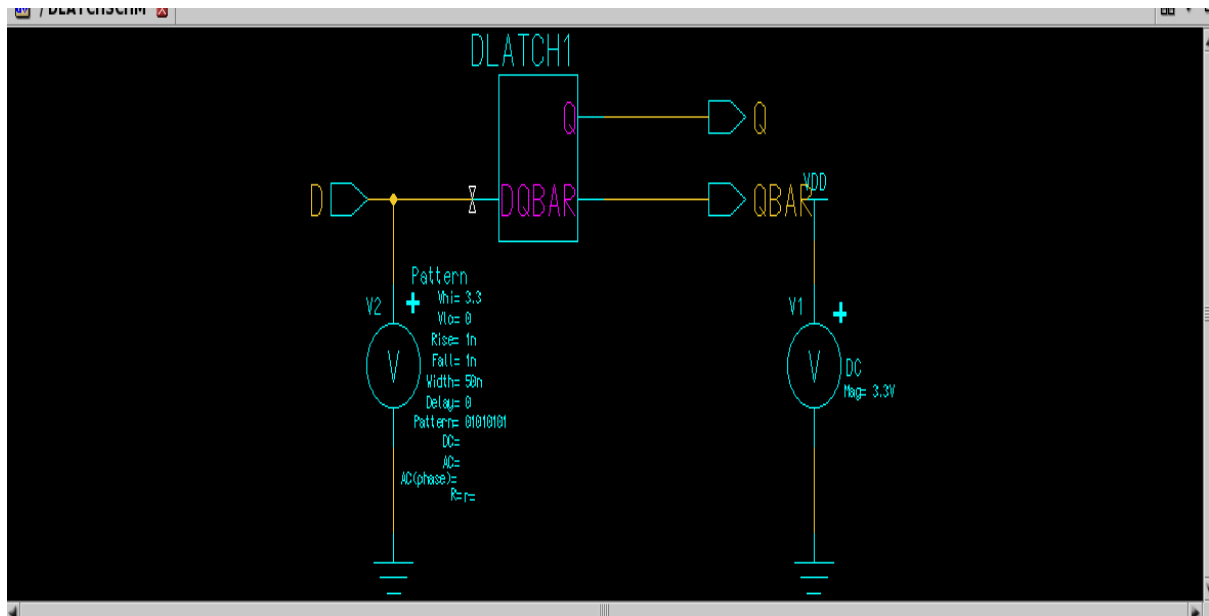 / DLATCHSCHM
DLATCH1
Q
Q
VDD
D
DQBAR
QBAR
Pattern
V2
Vhi= 3.3
Vlo= 0
Rise= 1n
Fall= 1n
V
Width= 50n
Delay= 0
Pattern= 01010101
DC=
AC=
AC(phase)=
R=r=
V1
V
DC
Mag= 3.3V